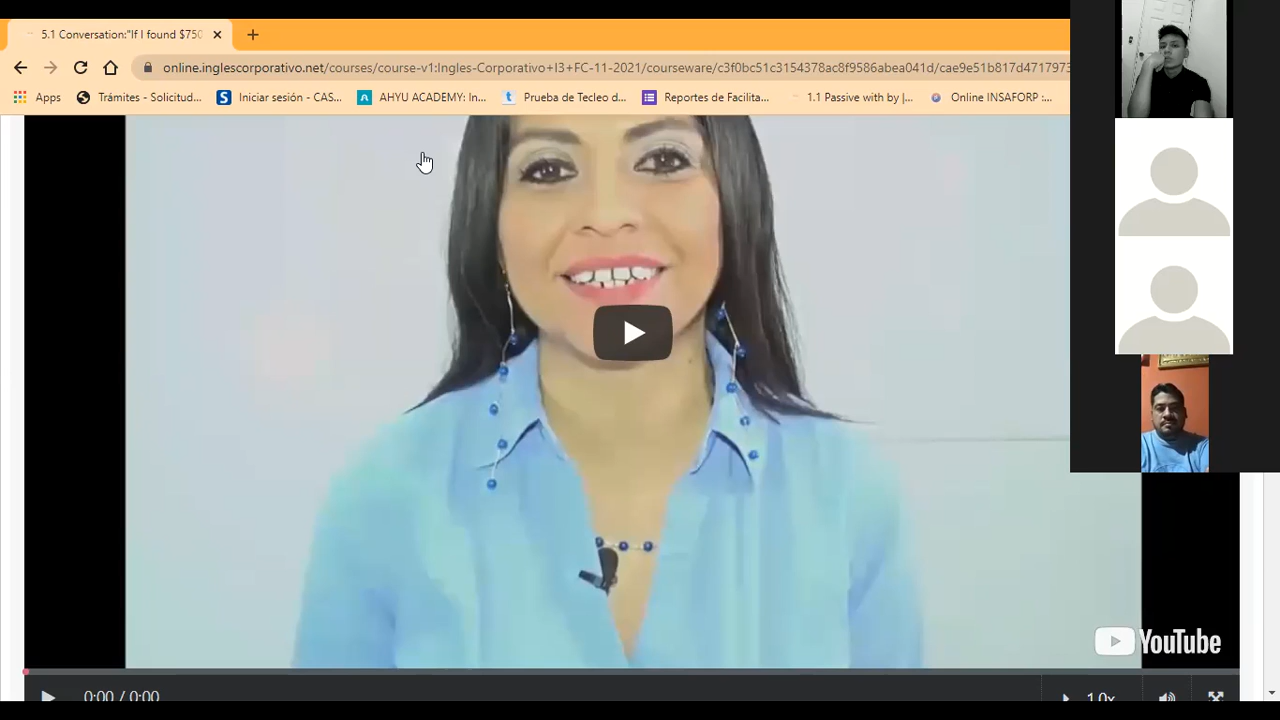 5.1 Conversation:"If I found $750
online.inglescorporativo.net/courses/course-v1:Ingles-Corporativo+I3+FC-11-2021/courseware/c3f0bc51c3154378ac8f9586abea041d/cae9e51b817d4717973
Apps Trámites - Solicitud... Iniciar sesión - CAS... AHYU ACADEMY: In... Prueba de Tecleo d... Reportes de Facilita... 1.1 Passive with by |... Online INSAFORP :...
YouTube
0:00 / 0:00 1.0x